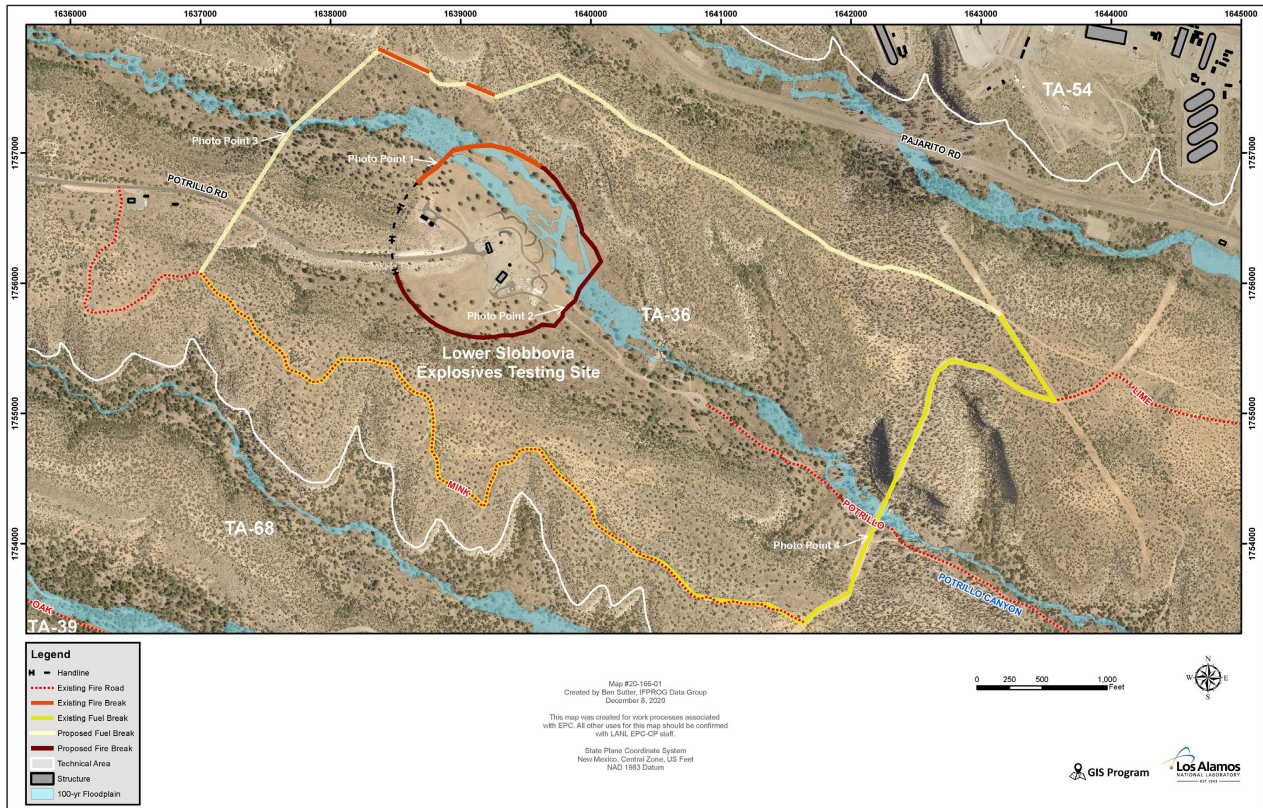 1636000 1637000 1638000 1639000 1640000 1641000 1642000 1643000 1644000 1645000
TA-54
PAJARITO RD
Photo Point 3
Photo Point 1
POTRILLO RD
1757000
1757000
1756000
1756000
Photo Point 2
TA-36
Lower Slobbovia
Explosives Testing Site
LIME
1755000
1755000
MINK
POTRILLO
TA-68
Photo Point 4
1754000
1754000
POTRILLO CANYON
OAK
TA-39
Legend
Handline
Existing Fire Road
Existing Fire Break
Existing Fuel Break
Proposed Fuel Break
Proposed Fire Break
Technical Area
Structure
100-yr Floodplain
Map #20-166-01
Created by Ben Sutter, IFPROG Data Group
December 8, 2020
This map was created for work processes associated
with EPC. All other uses for this map should be confirmed
with LANL EPC-CP staff.
State Plane Coordinate System
New Mexico, Central Zone, US Feet
NAD 1983 Datum
0 250 500 1,000
Feet
N
W E
S
GIS Program
Los Alamos
NATIONAL LABORATORY
EST. 1943